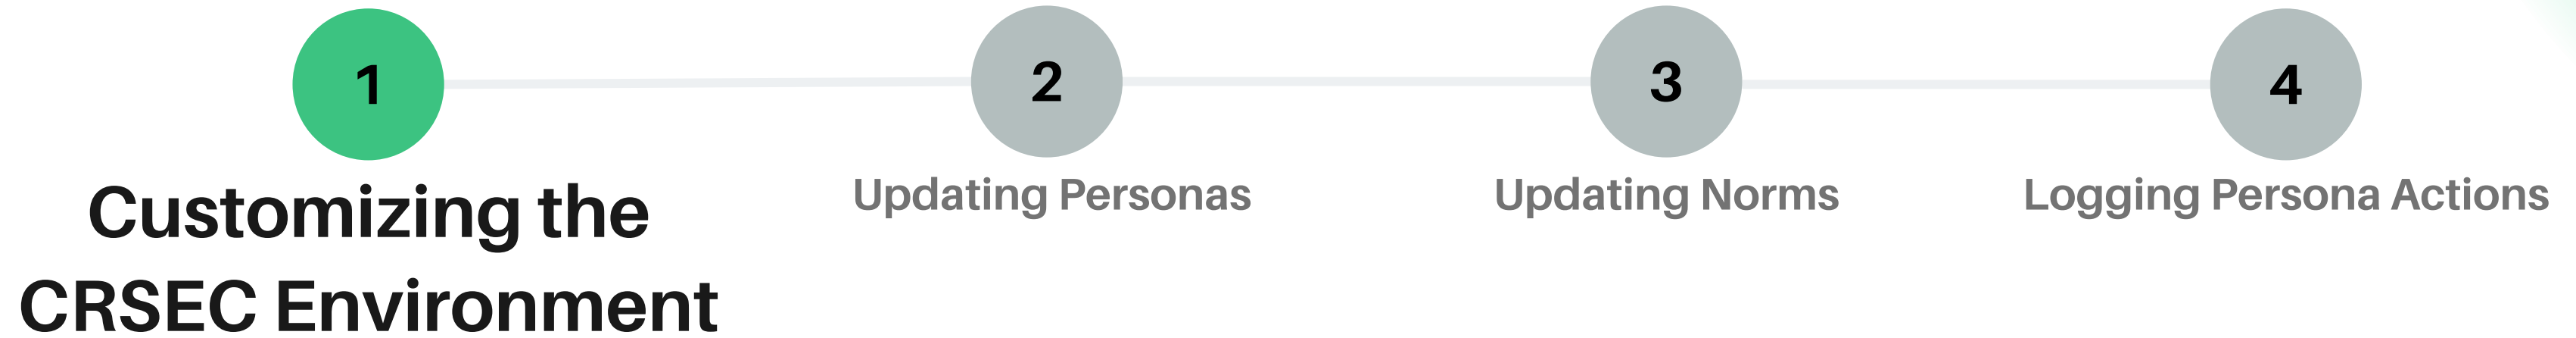 1
Customizing the
CRSEC Environment
2
Updating Personas
3
Updating Norms
4
Logging Persona Actions